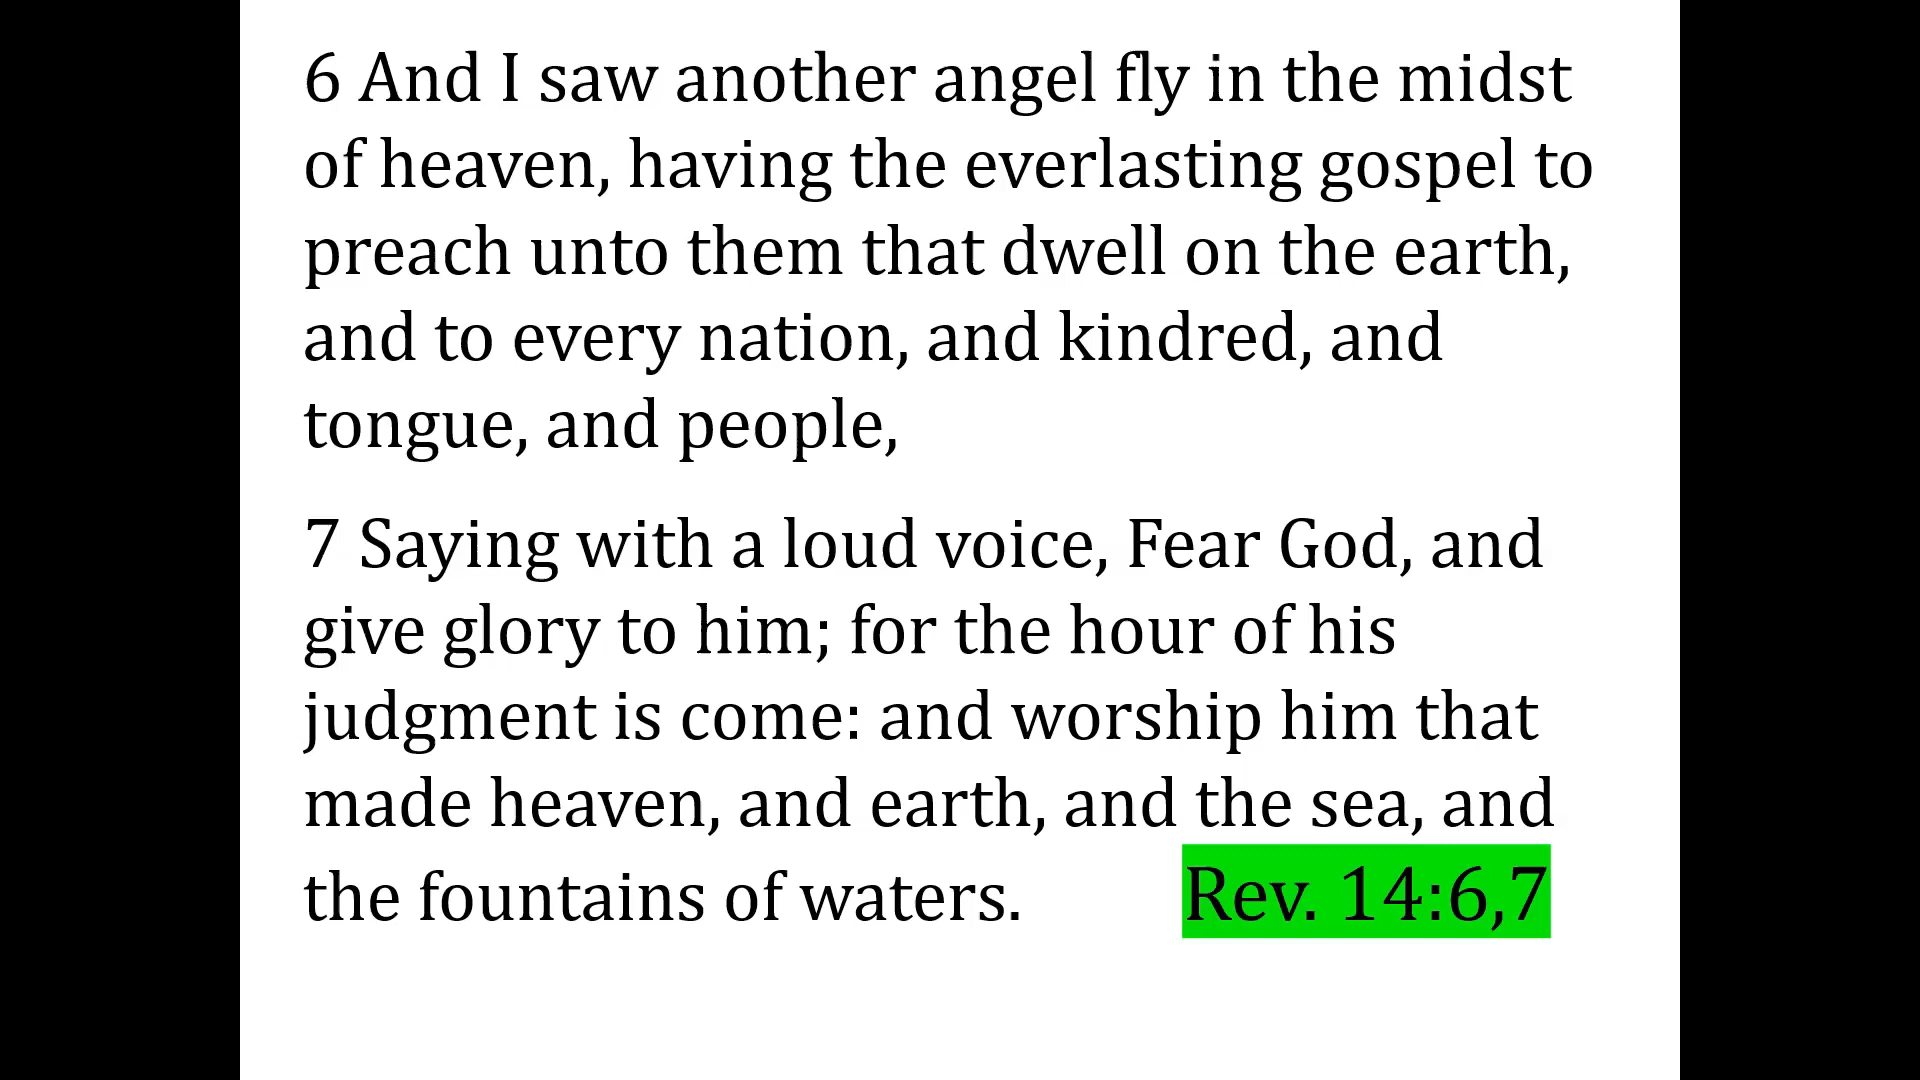 6 And I saw another angel fly in the midst
of heaven, having the everlasting gospel to
preach unto them that dwell on the earth,
and to every nation, and kindred, and
tongue, and people,
7 Saying with a loud voice, Fear God, and
give glory to him; for the hour of his
judgment is come: and worship him that
made heaven, and earth, and the sea, and
the fountains of waters. Rev. 14:6,7